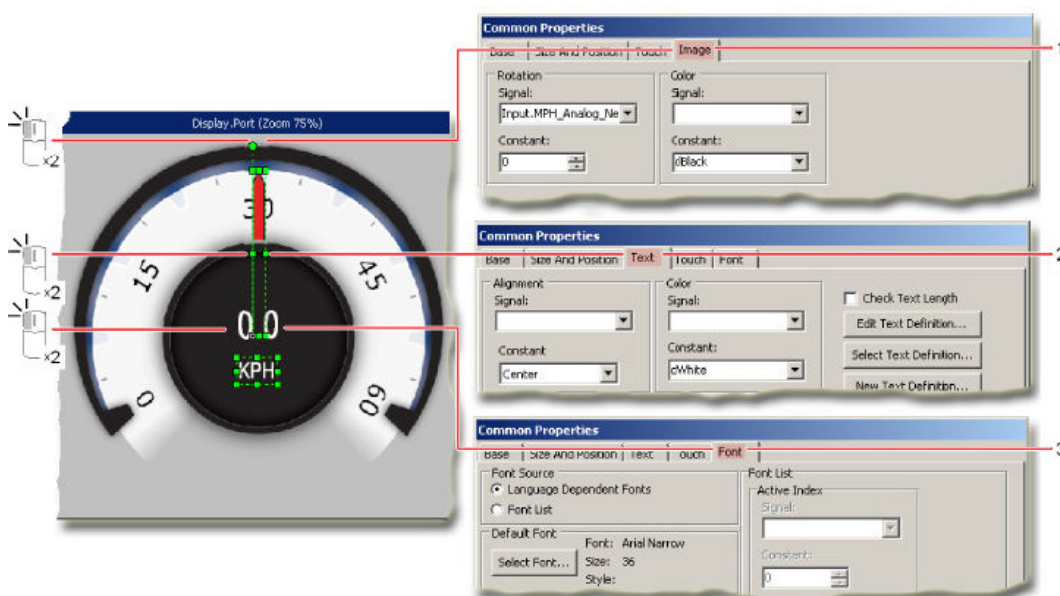 Common Properties
Base Size And Position Touch Image 1
Rotation Color
Signal: Signal:
Input.MPH_Analog_Ne
Constant: Constant:
0 dBlack
Display.Port (Zoom 75%)
x2
30
15 45
x2
0.0
x2
KPH
0 60
Common Properties
Base Size And Position Text Touch Font 2
Alignment Color
Signal: Signal: Check Text Length
Edit Text Definition...
Constant Constant: Select Text Definition...
Center cWhite
New Text Definition...
Common Properties
Base Size And Position Text Touch Font 3
Font Source Font List
Language Dependent Fonts Active Index
Font List Signal:
Default Font
Font: Arial Narrow
Select Font... Size: 36 Constant:
Style: 0